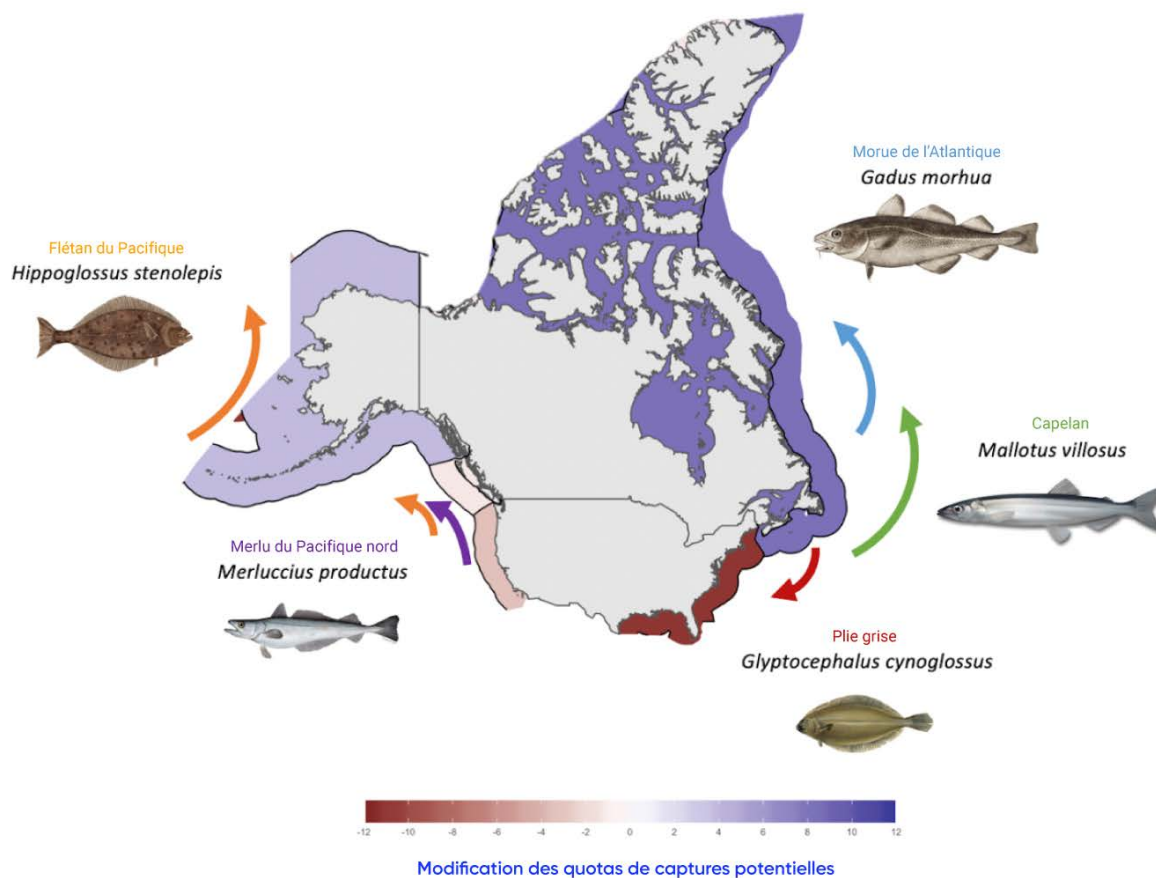 Morue de l'Atlantique
Gadus morhua
Flétan du Pacifique
Hippoglossus stenolepis
Capelan
Mallotus villosus
Merlu du Pacifique nord
Merluccius productus
Plie grise
Glyptocephalus cynoglossus
-12 -10 -8 -6 -4 -2 0 2 4 6 8 10 12
Modification des quotas de captures potentielles